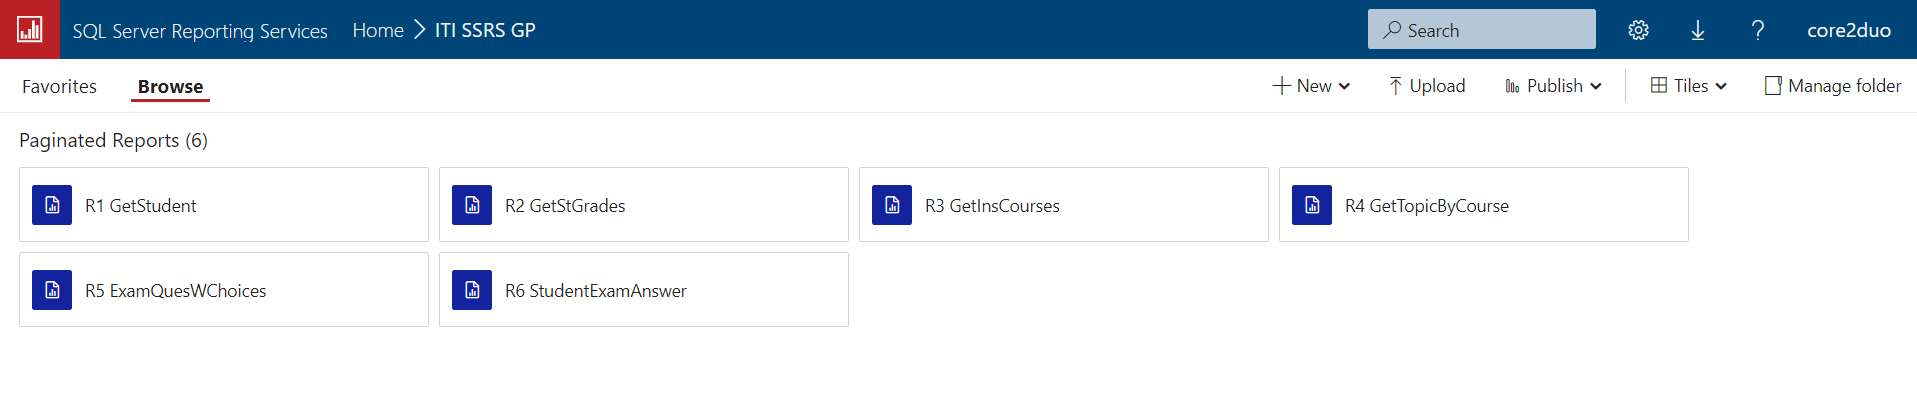 SQL Server Reporting Services Home > ITI SSRS GP Search ? core2duo
Favorites Browse New Upload Publish Tiles Manage folder
Paginated Reports (6)
R1 GetStudent R2 GetStGrades R3 GetInsCourses R4 GetTopicByCourse
R5 ExamQuesWChoices R6 StudentExamAnswer